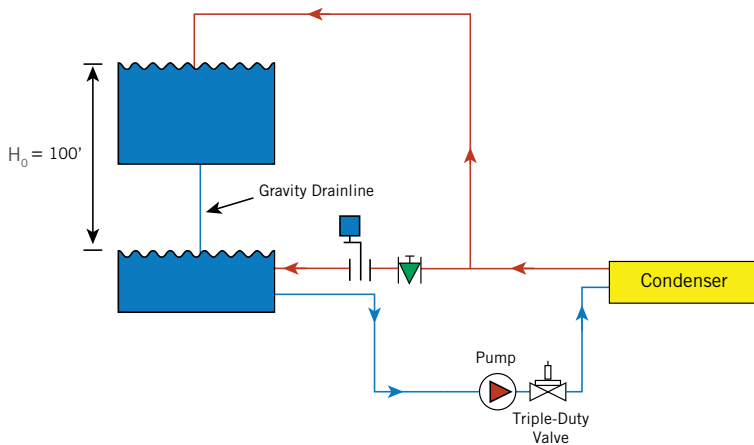 H₀ = 100'
Gravity Drainline
Condenser
Pump
Triple-Duty
Valve